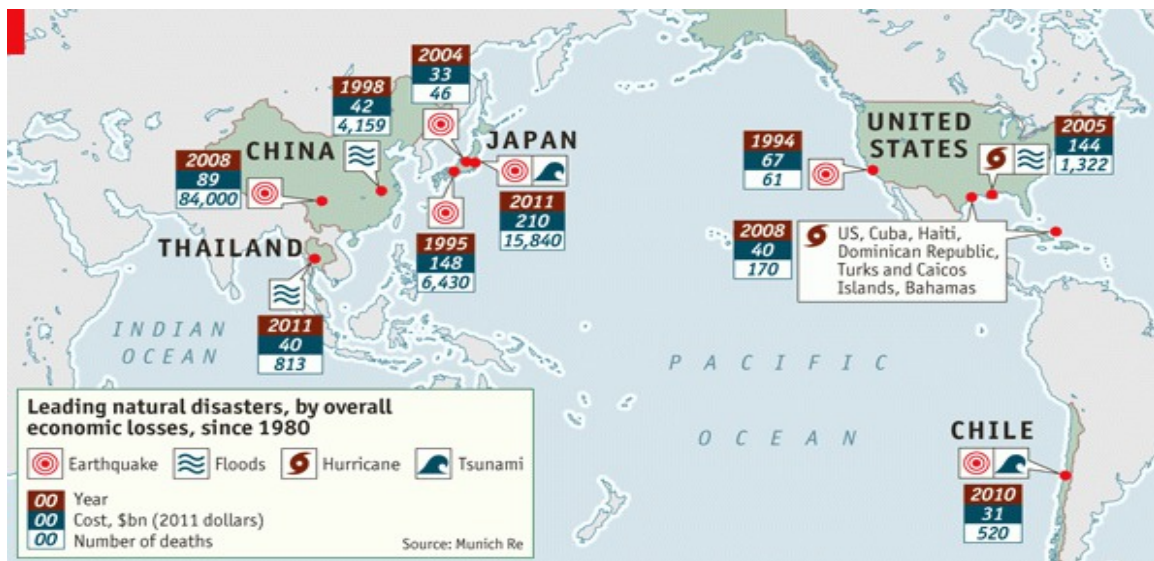 2004
33
46
1998
42
4,159
CHINA
JAPAN
2008
89
84,000
2011
210
15,840
1995
148
6,430
THAILAND
2011
40
813
INDIAN
OCEAN
UNITED
STATES
1994
67
61
2005
144
1,322
2008
40
170
US, Cuba, Haiti,
Dominican Republic,
Turks and Caicos
Islands, Bahamas
PACIFIC
OCEAN
CHILE
2010
31
520
Leading natural disasters, by overall
economic losses, since 1980
Earthquake
Floods
Hurricane
Tsunami
00 Year
00 Cost, $bn (2011 dollars)
00 Number of deaths
Source: Munich Re